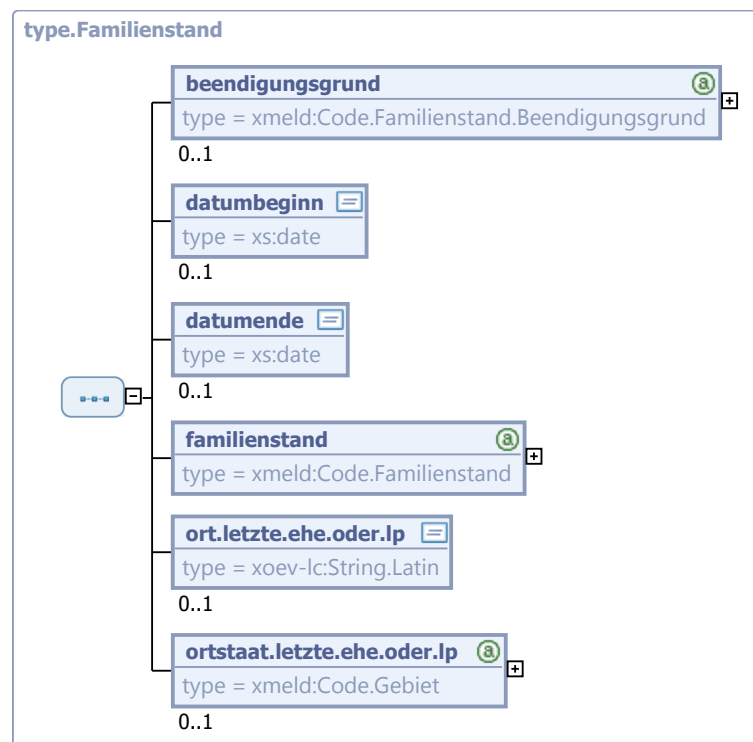 type.Familienstand
beendigungsgrund
type = xmeld:Code.Familienstand.Beendigungsgrund
0..1
datumbeginn
type = xs:date
0..1
datumende
type = xs:date
0..1
familienstand
type = xmeld:Code.Familienstand
ort.letzte.ehe.oder.lp
type = xoev-lc:String.Latin
0..1
ortstaat.letzte.ehe.oder.lp
type = xmeld:Code.Gebiet
0..1